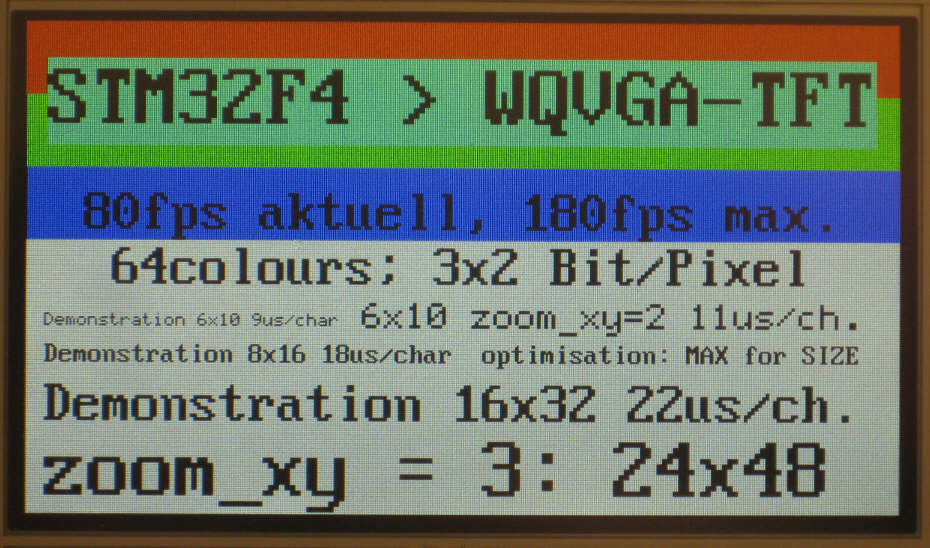 STM32F4 > WQVGA-TFT
80fps aktuell, 180fps max.
64colours; 3x2 Bit/Pixel
Demonstration 6x10 9us/char 6x10 zoom_xy=2 11us/ch.
Demonstration 8x16 18us/char optimisation: MAX for SIZE
Demonstration 16x32 22us/ch.
zoom_xy = 3: 24x48